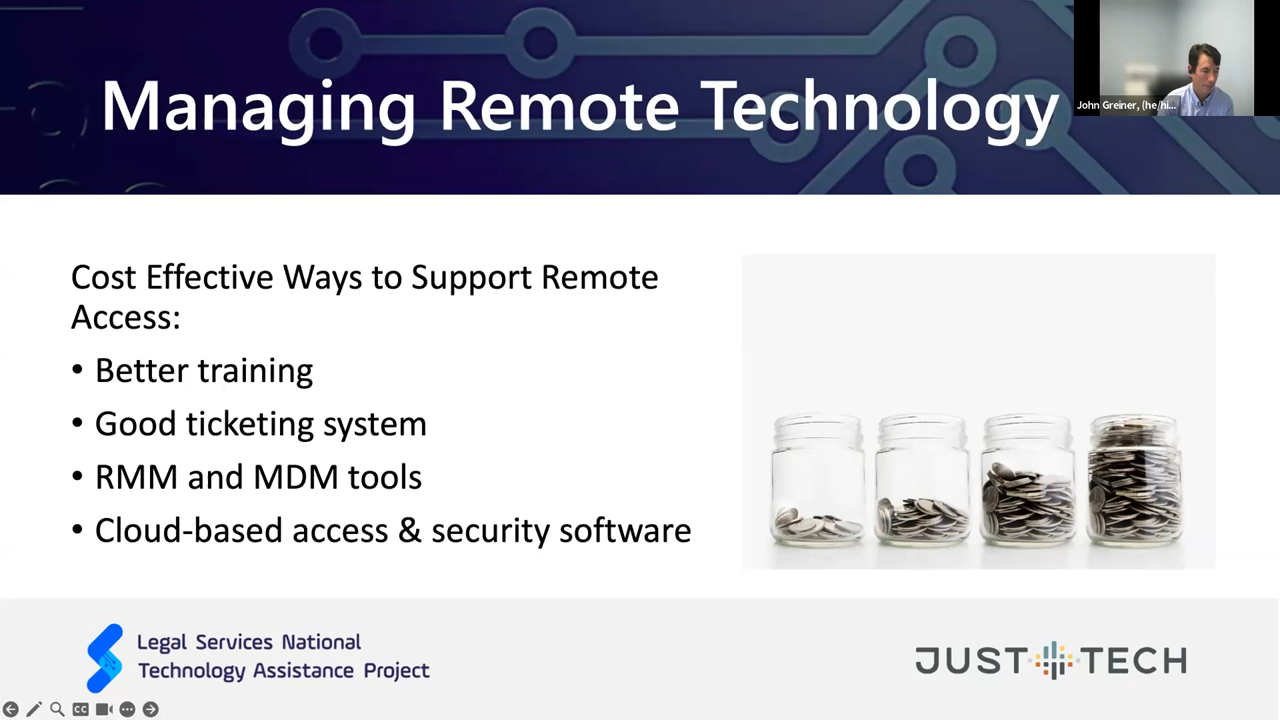 Managing Remote Technology
John Greiner, (he/hi...
Cost Effective Ways to Support Remote
Access:
• Better training
• Good ticketing system
• RMM and MDM tools
• Cloud-based access & security software
Legal Services National
Technology Assistance Project
JUST TECH
CC